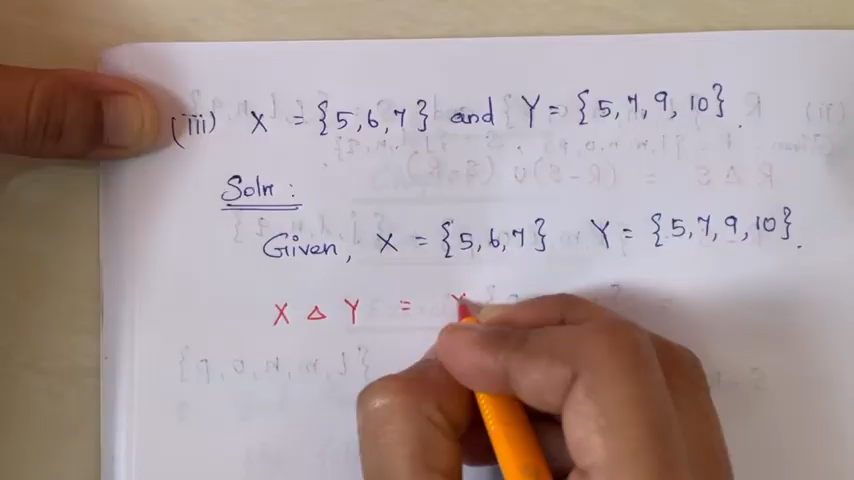 (iii) X = {5,6,7} and Y = {5,7,9,10}.
Soln:
Given, X = {5,6,7} Y = {5,7,9,10}.
X Δ Y =